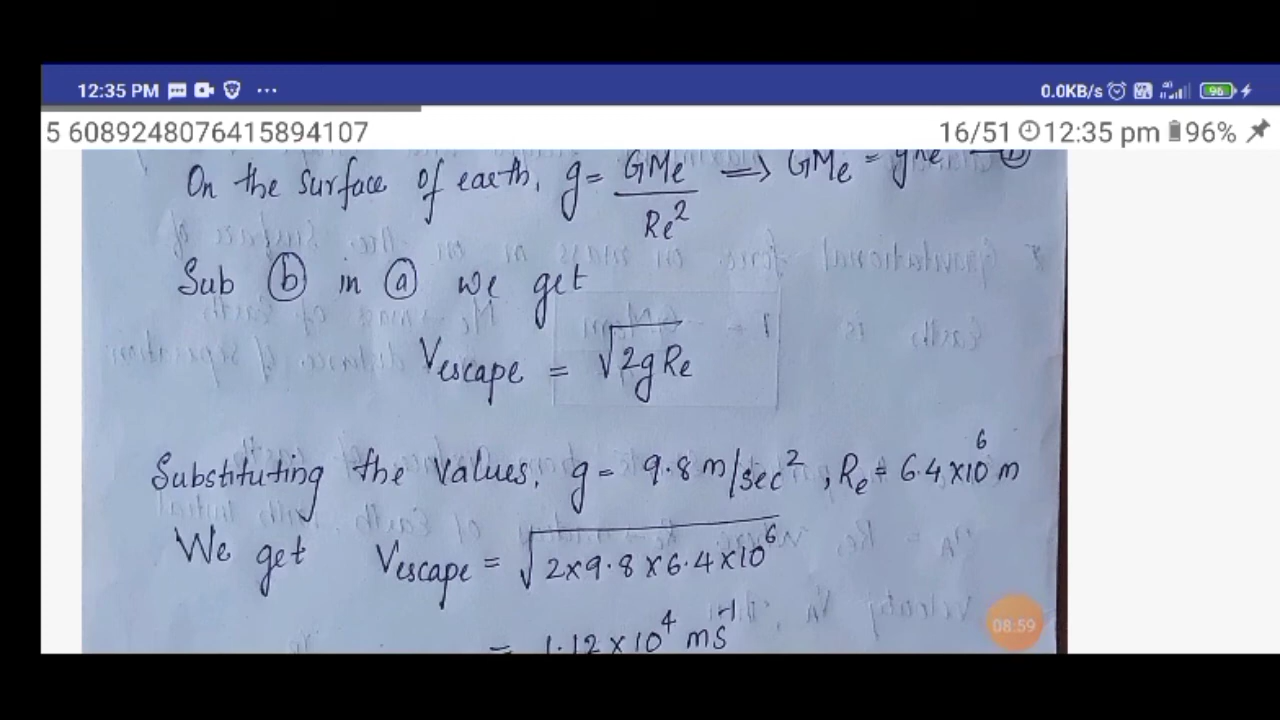 12:35 PM ... 0.0KB/s 4G 96
5 6089248076415894107 16/51 12:35 pm 96%
On the surface of earth, g = GMe/Re² ⟹ GMe = gRe² — ⓑ
Sub ⓑ in ⓐ we get
Vescape = √2gRe
Substituting the values, g = 9.8 m/sec², Re = 6.4×10⁶ m
We get Vescape = √2×9.8×6.4×10⁶
= 1.12×10⁴ ms⁻¹
08:59